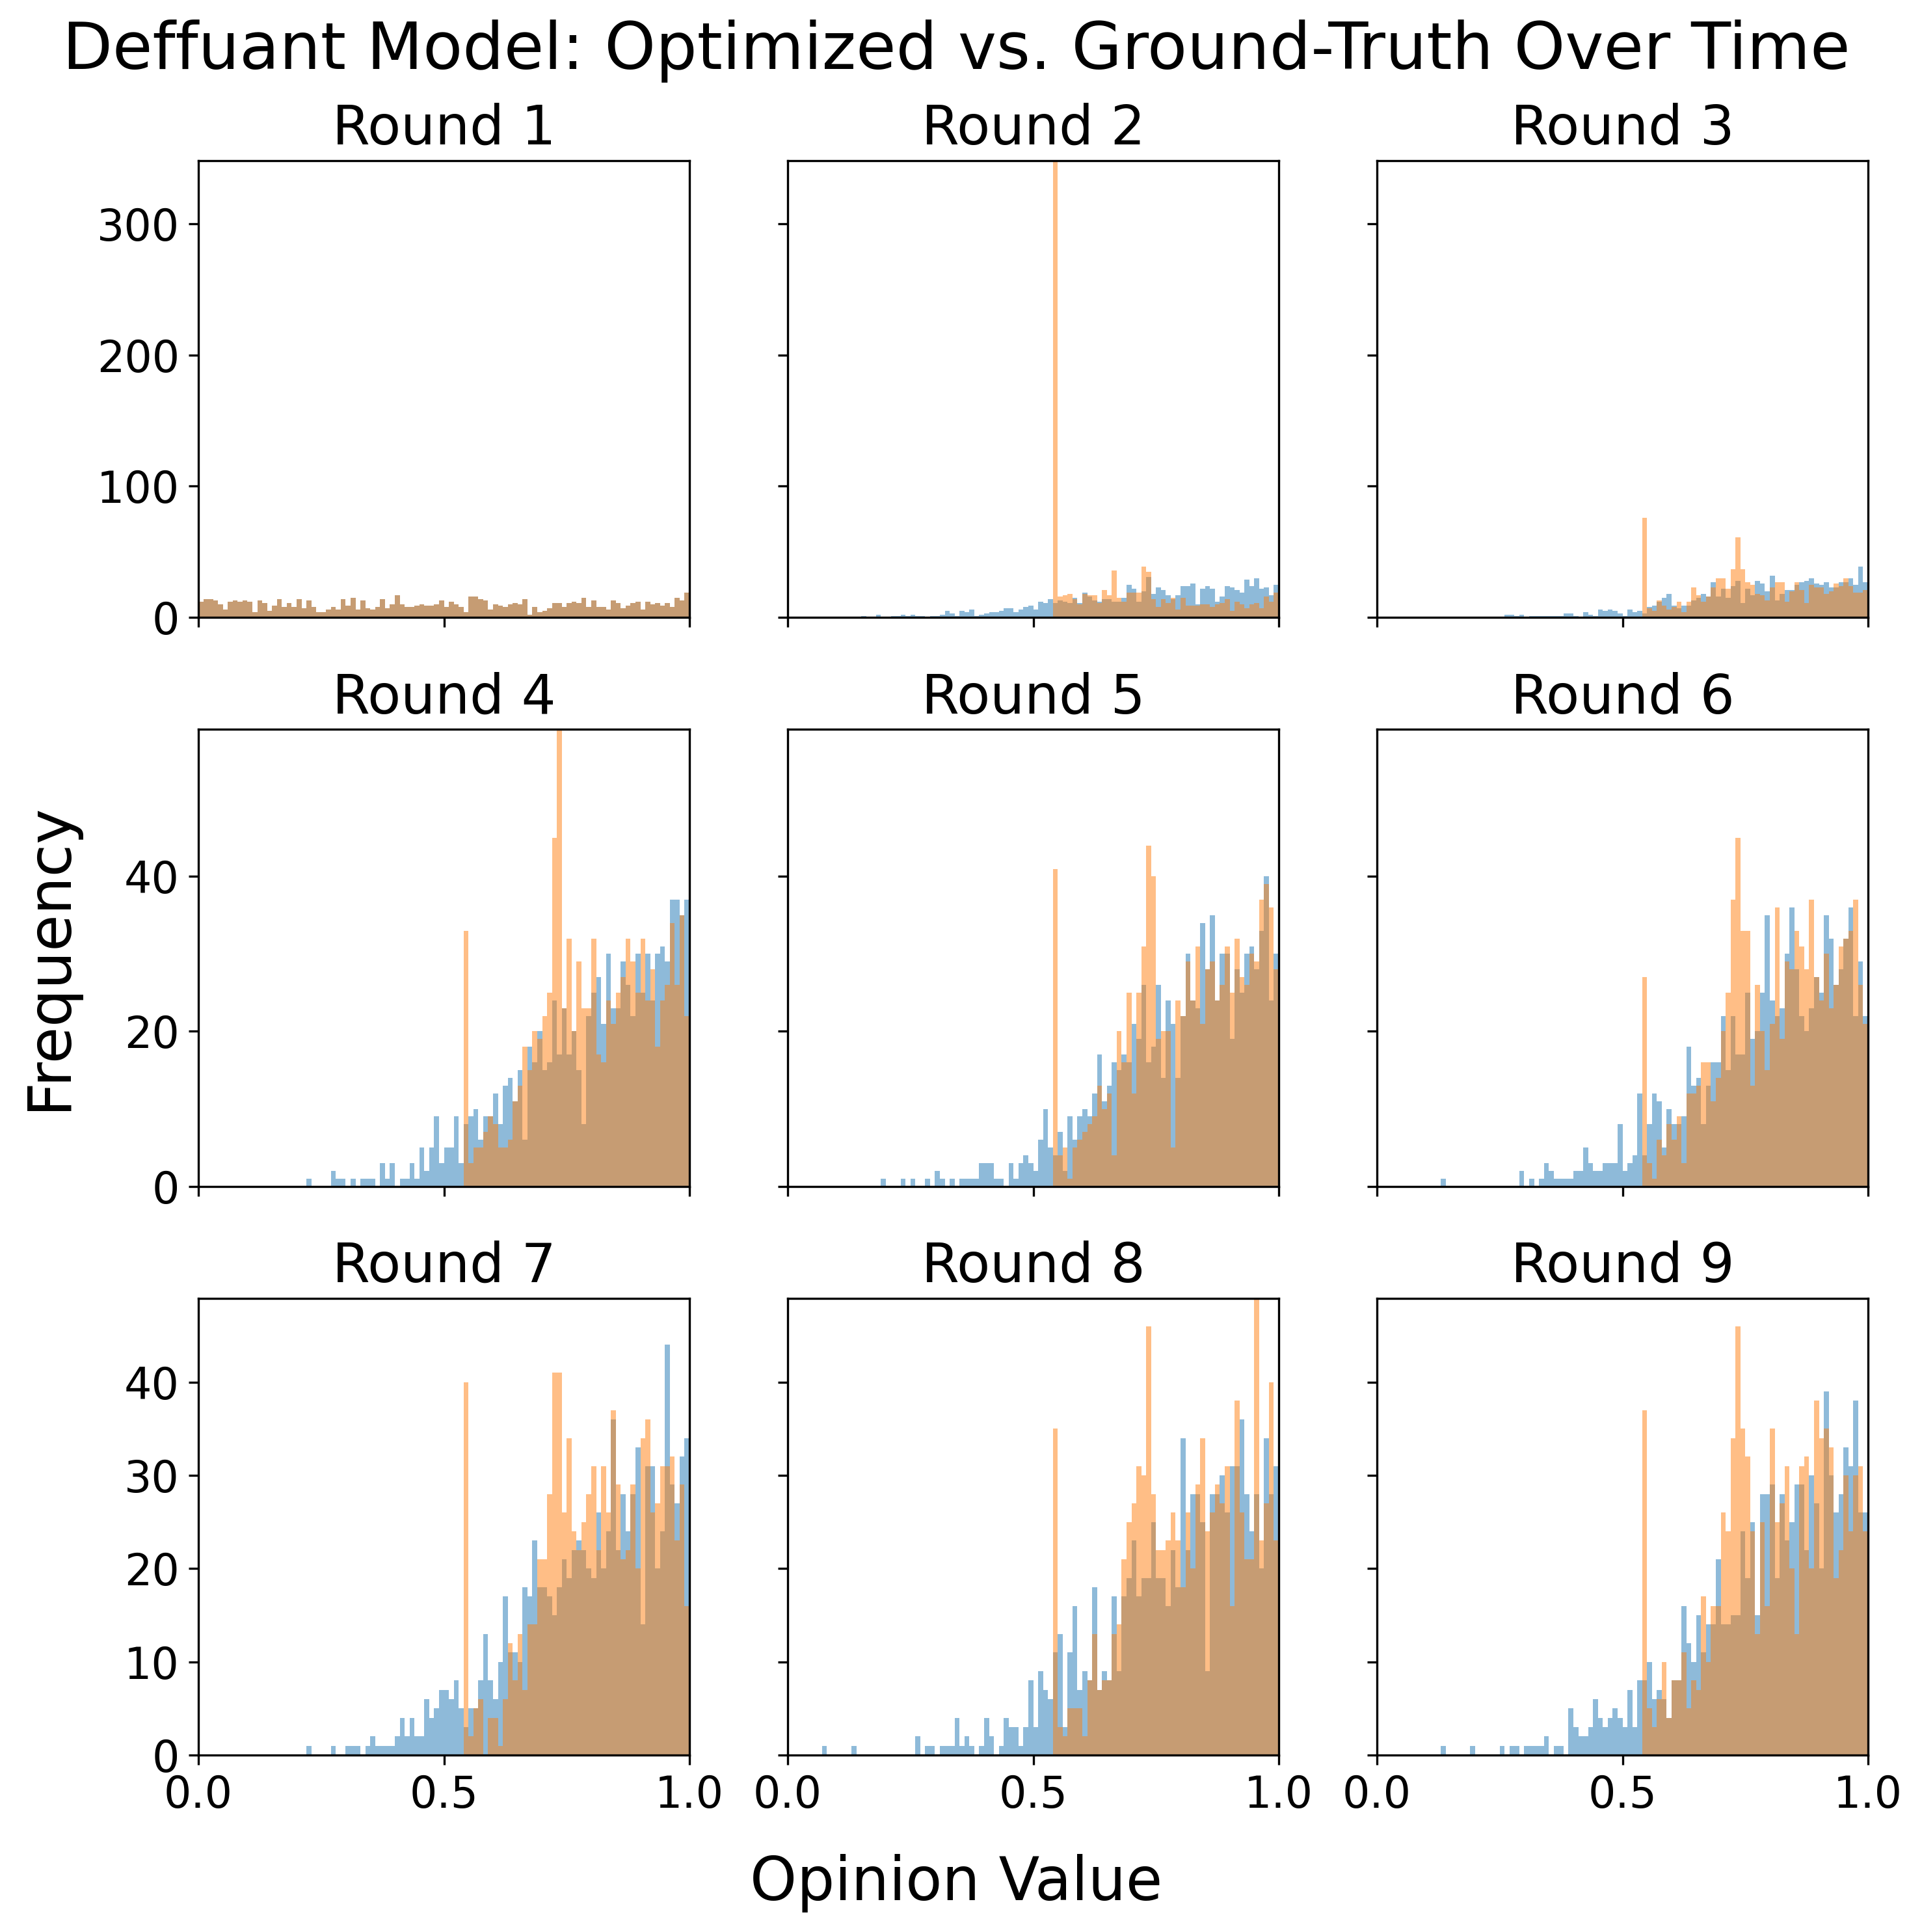 Deffuant Model: Optimized vs. Ground-Truth Over Time
Round 1
Round 2
Round 3
300
200
100
0
Round 4
Round 5
Round 6
40
20
0
Frequency
Round 7
Round 8
Round 9
40
30
20
10
0
0.0 0.5 1.0 0.0 0.5 1.0 0.0 0.5 1.0
Opinion Value